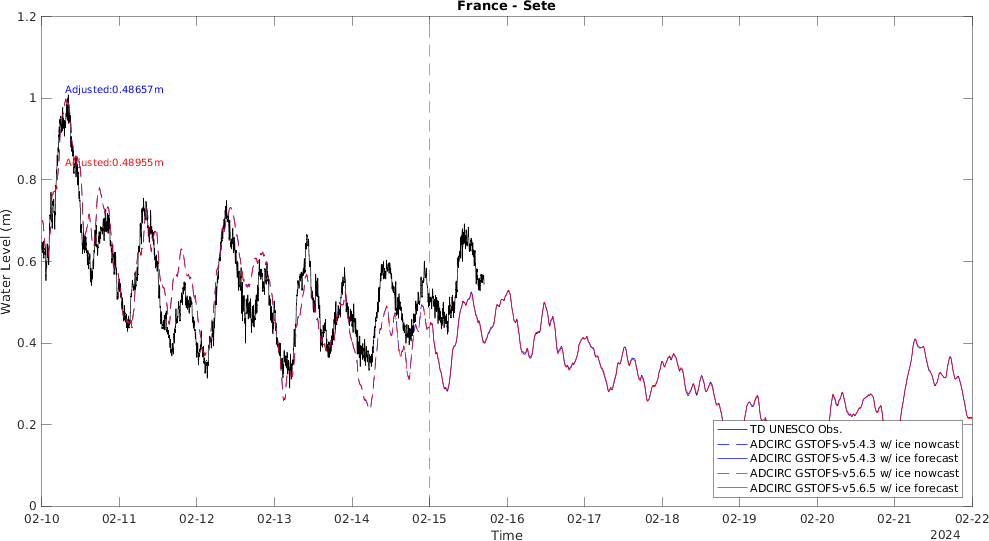 France - Sete
1.2
1
0.8
0.6
0.4
0.2
0
Water Level (m)
Adjusted:0.48657m
Adjusted:0.48955m
TD UNESCO Obs.
ADCIRC GSTOFS-v5.4.3 w/ ice nowcast
ADCIRC GSTOFS-v5.4.3 w/ ice forecast
ADCIRC GSTOFS-v5.6.5 w/ ice nowcast
ADCIRC GSTOFS-v5.6.5 w/ ice forecast
02-10 02-11 02-12 02-13 02-14 02-15 02-16 02-17 02-18 02-19 02-20 02-21 02-22
Time
2024